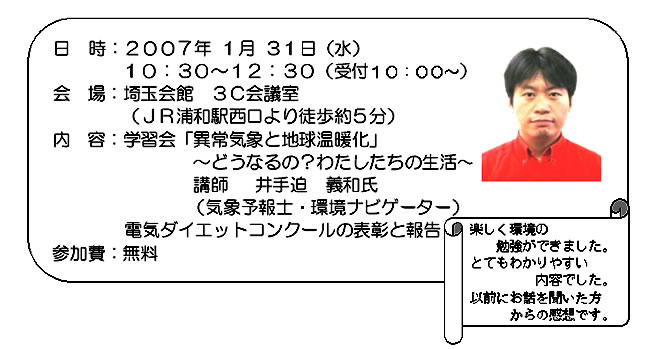 日　時：２００７年 １月 ３１日（水）
１０：３０～１２：３０（受付１０：００～）
会　場：埼玉会館　３Ｃ会議室
（ＪＲ浦和駅西口より徒歩約５分）
内　容：学習会「異常気象と地球温暖化」
～どうなるの？わたしたちの生活～
講師　井手迫　義和氏
（気象予報士・環境ナビゲーター）
電気ダイエットコンクールの表彰と報告
参加費：無料
楽しく環境の
勉強ができました。
とてもわかりやすい
内容でした。
以前にお話を聞いた方
からの感想です。